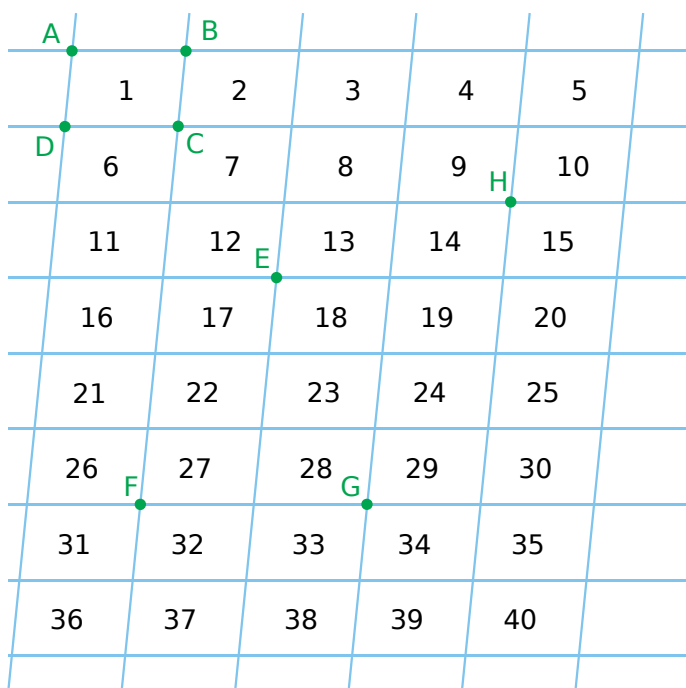 A B
1 2 3 4 5
D C
6 7 8 9 H 10
11 12 E 13 14 15
16 17 18 19 20
21 22 23 24 25
26 F 27 28 G 29 30
31 32 33 34 35
36 37 38 39 40